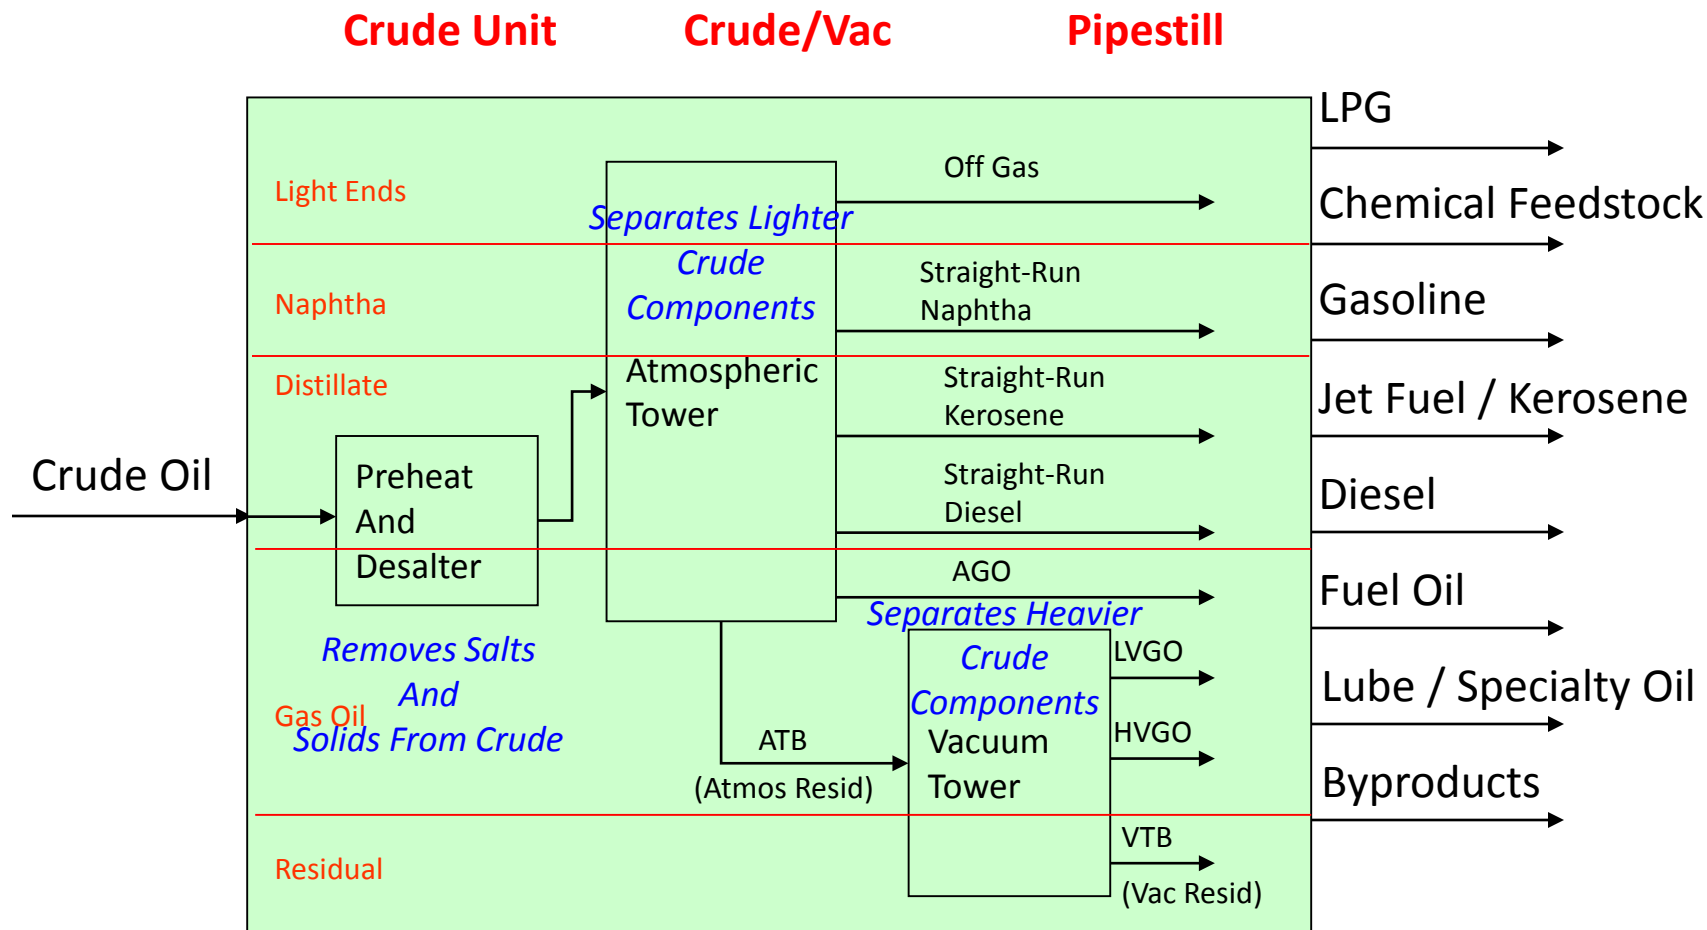 Crude Unit
Crude/Vac
Pipestill
LPG
Off Gas
Light Ends
Separates Lighter
Crude
Components
Chemical Feedstock
Straight-Run
Naphtha
Naphtha
Gasoline
Distillate
Atmospheric
Tower
Straight-Run
Kerosene
Jet Fuel / Kerosene
Crude Oil
Preheat
And
Desalter
Straight-Run
Diesel
Diesel
AGO
Fuel Oil
Separates Heavier
Crude
Components
Removes Salts
And
Solids From Crude
Gas Oil
LVGO
Lube / Specialty Oil
ATB
(Atmos Resid)
Vacuum
Tower
HVGO
Byproducts
VTB
(Vac Resid)
Residual